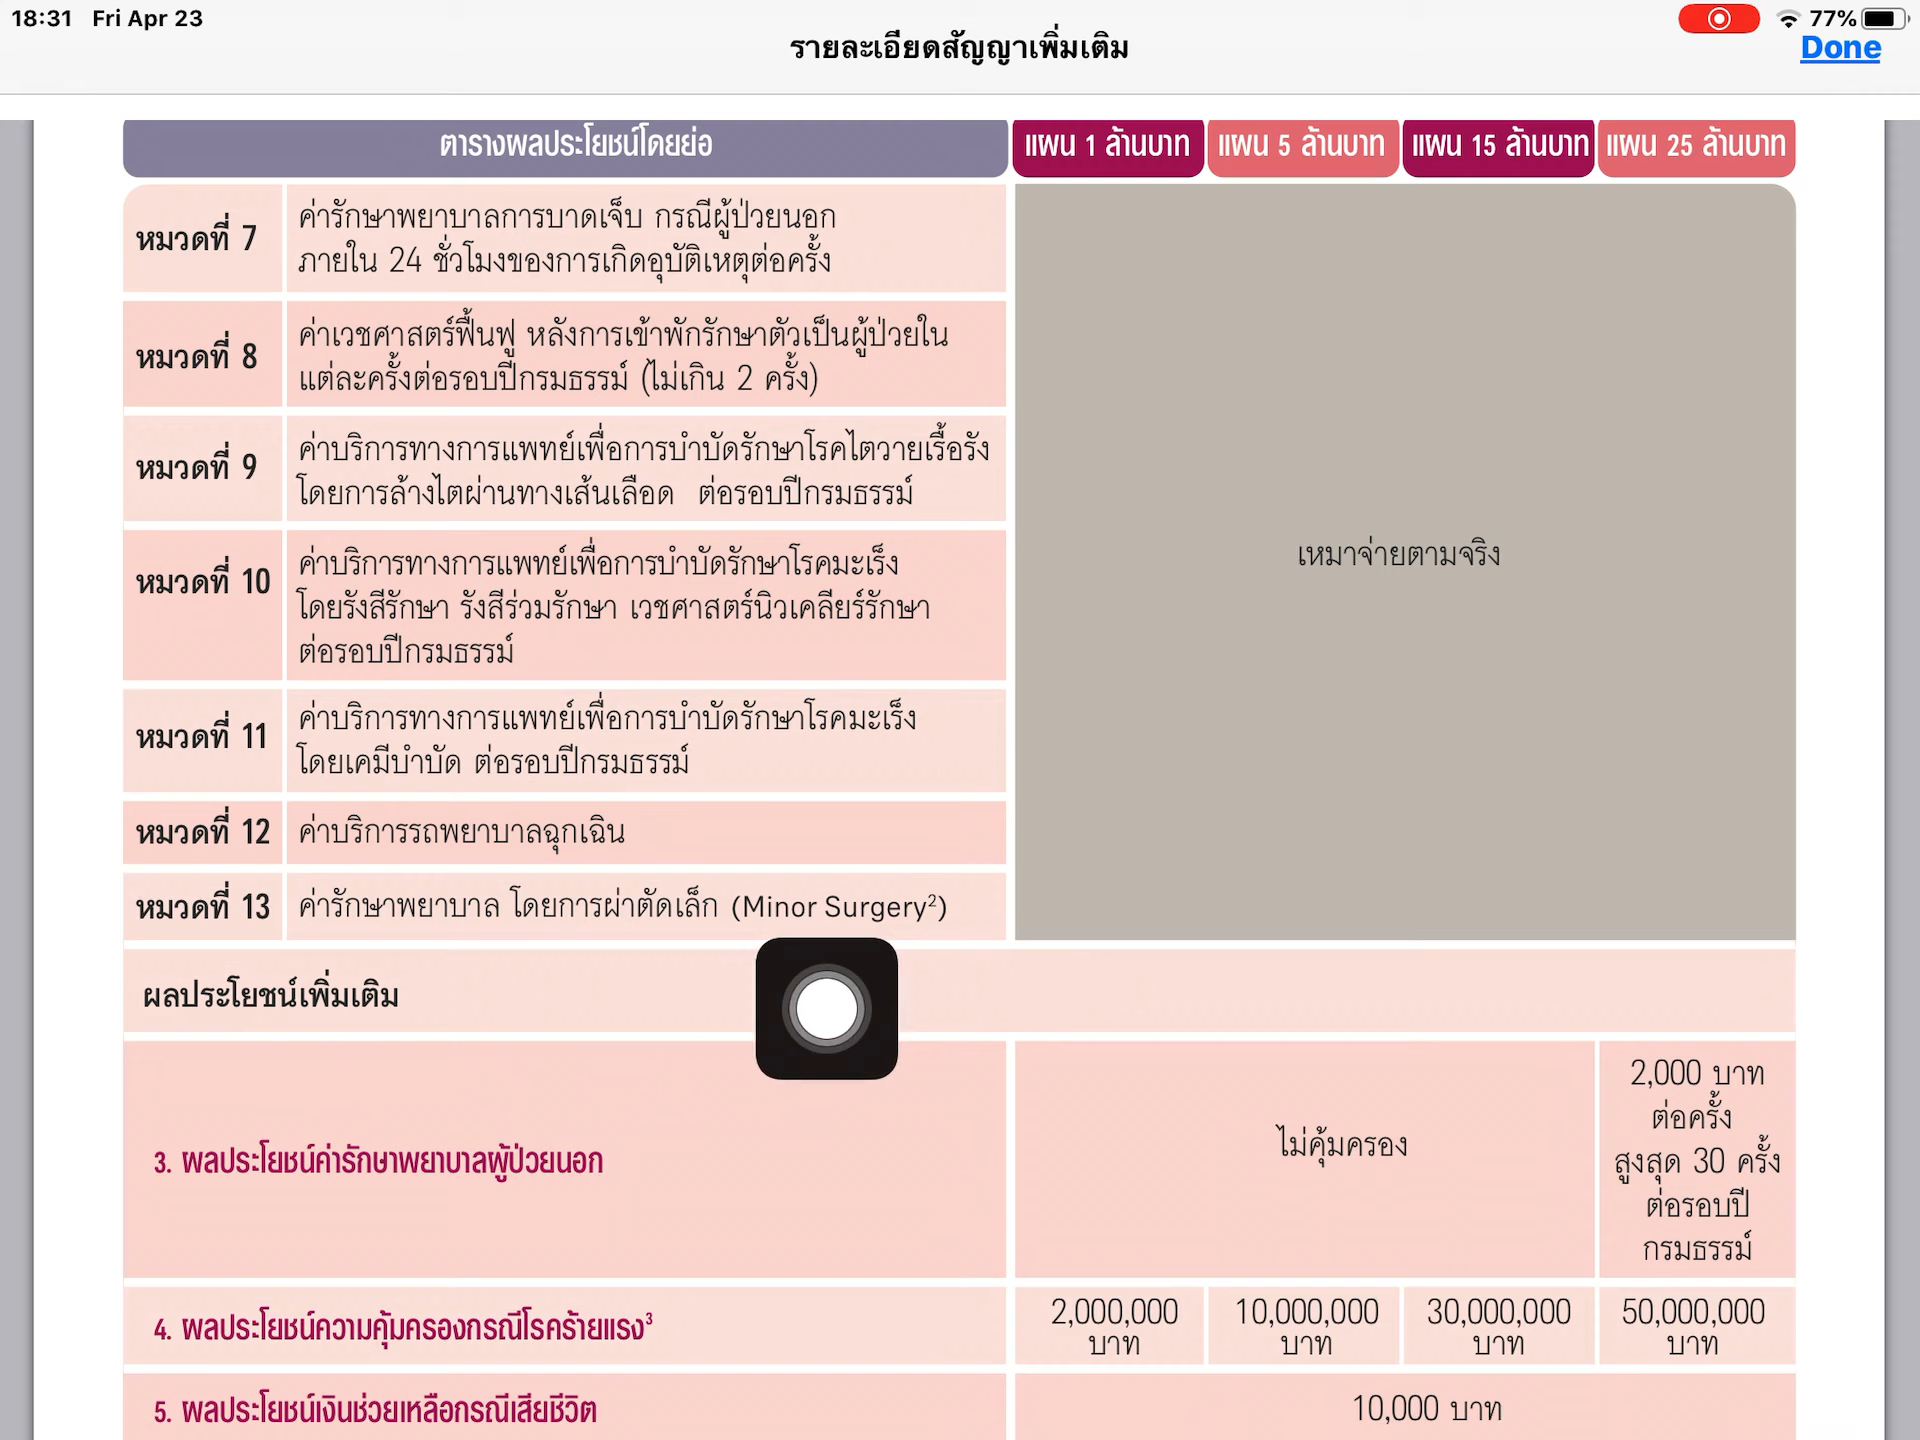 18:31 Fri Apr 23
77%
รายละเอียดสัญญาเพิ่มเติม
Done
ตารางผลประโยชน์โดยย่อ
แผน 1 ล้านบาท
แผน 5 ล้านบาท
แผน 15 ล้านบาท
แผน 25 ล้านบาท
หมวดที่ 7
ค่ารักษาพยาบาลการบาดเจ็บ กรณีผู้ป่วยนอก
ภายใน 24 ชั่วโมงของการเกิดอุบัติเหตุต่อครั้ง
หมวดที่ 8
ค่าเวชศาสตร์ฟื้นฟู หลังการเข้าพักรักษาตัวเป็นผู้ป่วยใน
แต่ละครั้งต่อรอบปีกรมธรรม์ (ไม่เกิน 2 ครั้ง)
หมวดที่ 9
ค่าบริการทางการแพทย์เพื่อการบำบัดรักษาโรคไตวายเรื้อรัง
โดยการล้างไตผ่านทางเส้นเลือด ต่อรอบปีกรมธรรม์
หมวดที่ 10
ค่าบริการทางการแพทย์เพื่อการบำบัดรักษาโรคมะเร็ง
โดยรังสีรักษา รังสีร่วมรักษา เวชศาสตร์นิวเคลียร์รักษา
ต่อรอบปีกรมธรรม์
หมวดที่ 11
ค่าบริการทางการแพทย์เพื่อการบำบัดรักษาโรคมะเร็ง
โดยเคมีบำบัด ต่อรอบปีกรมธรรม์
หมวดที่ 12
ค่าบริการรถพยาบาลฉุกเฉิน
หมวดที่ 13
ค่ารักษาพยาบาล โดยการผ่าตัดเล็ก (Minor Surgery²)
เหมาจ่ายตามจริง
ผลประโยชน์เพิ่มเติม
3. ผลประโยชน์ค่ารักษาพยาบาลผู้ป่วยนอก
ไม่คุ้มครอง
2,000 บาท
ต่อครั้ง
สูงสุด 30 ครั้ง
ต่อรอบปี
กรมธรรม์
4. ผลประโยชน์ความคุ้มครองกรณีโรคร้ายแรง³
2,000,000
บาท
10,000,000
บาท
30,000,000
บาท
50,000,000
บาท
5. ผลประโยชน์เงินช่วยเหลือกรณีเสียชีวิต
10,000 บาท